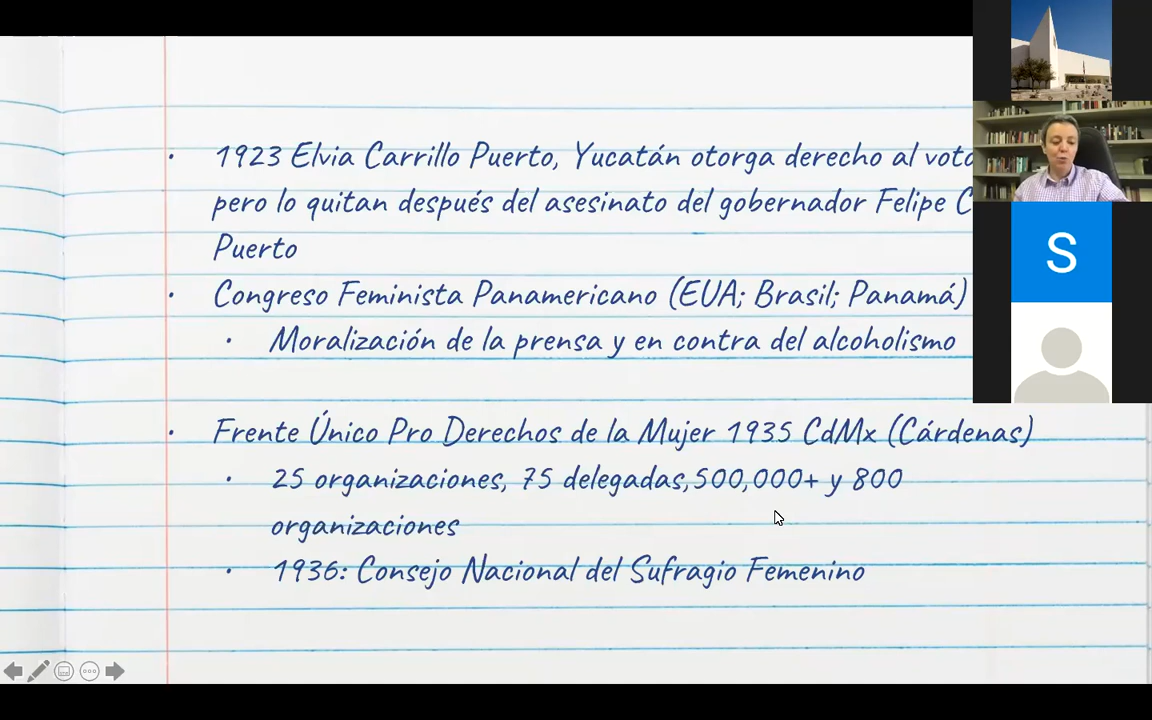 1923 Elvia Carrillo Puerto, Yucatán otorga derecho al voto
pero lo quitan después del asesinato del gobernador Felipe C
Puerto
Congreso Feminista Panamericano (EUA; Brasil; Panamá)
Moralización de la prensa y en contra del alcoholismo
Frente Único Pro Derechos de la Mujer 1935 CdMx (Cárdenas)
25 organizaciones, 75 delegadas,500,000+ y 800
organizaciones
1936: Consejo Nacional del Sufragio Femenino
S